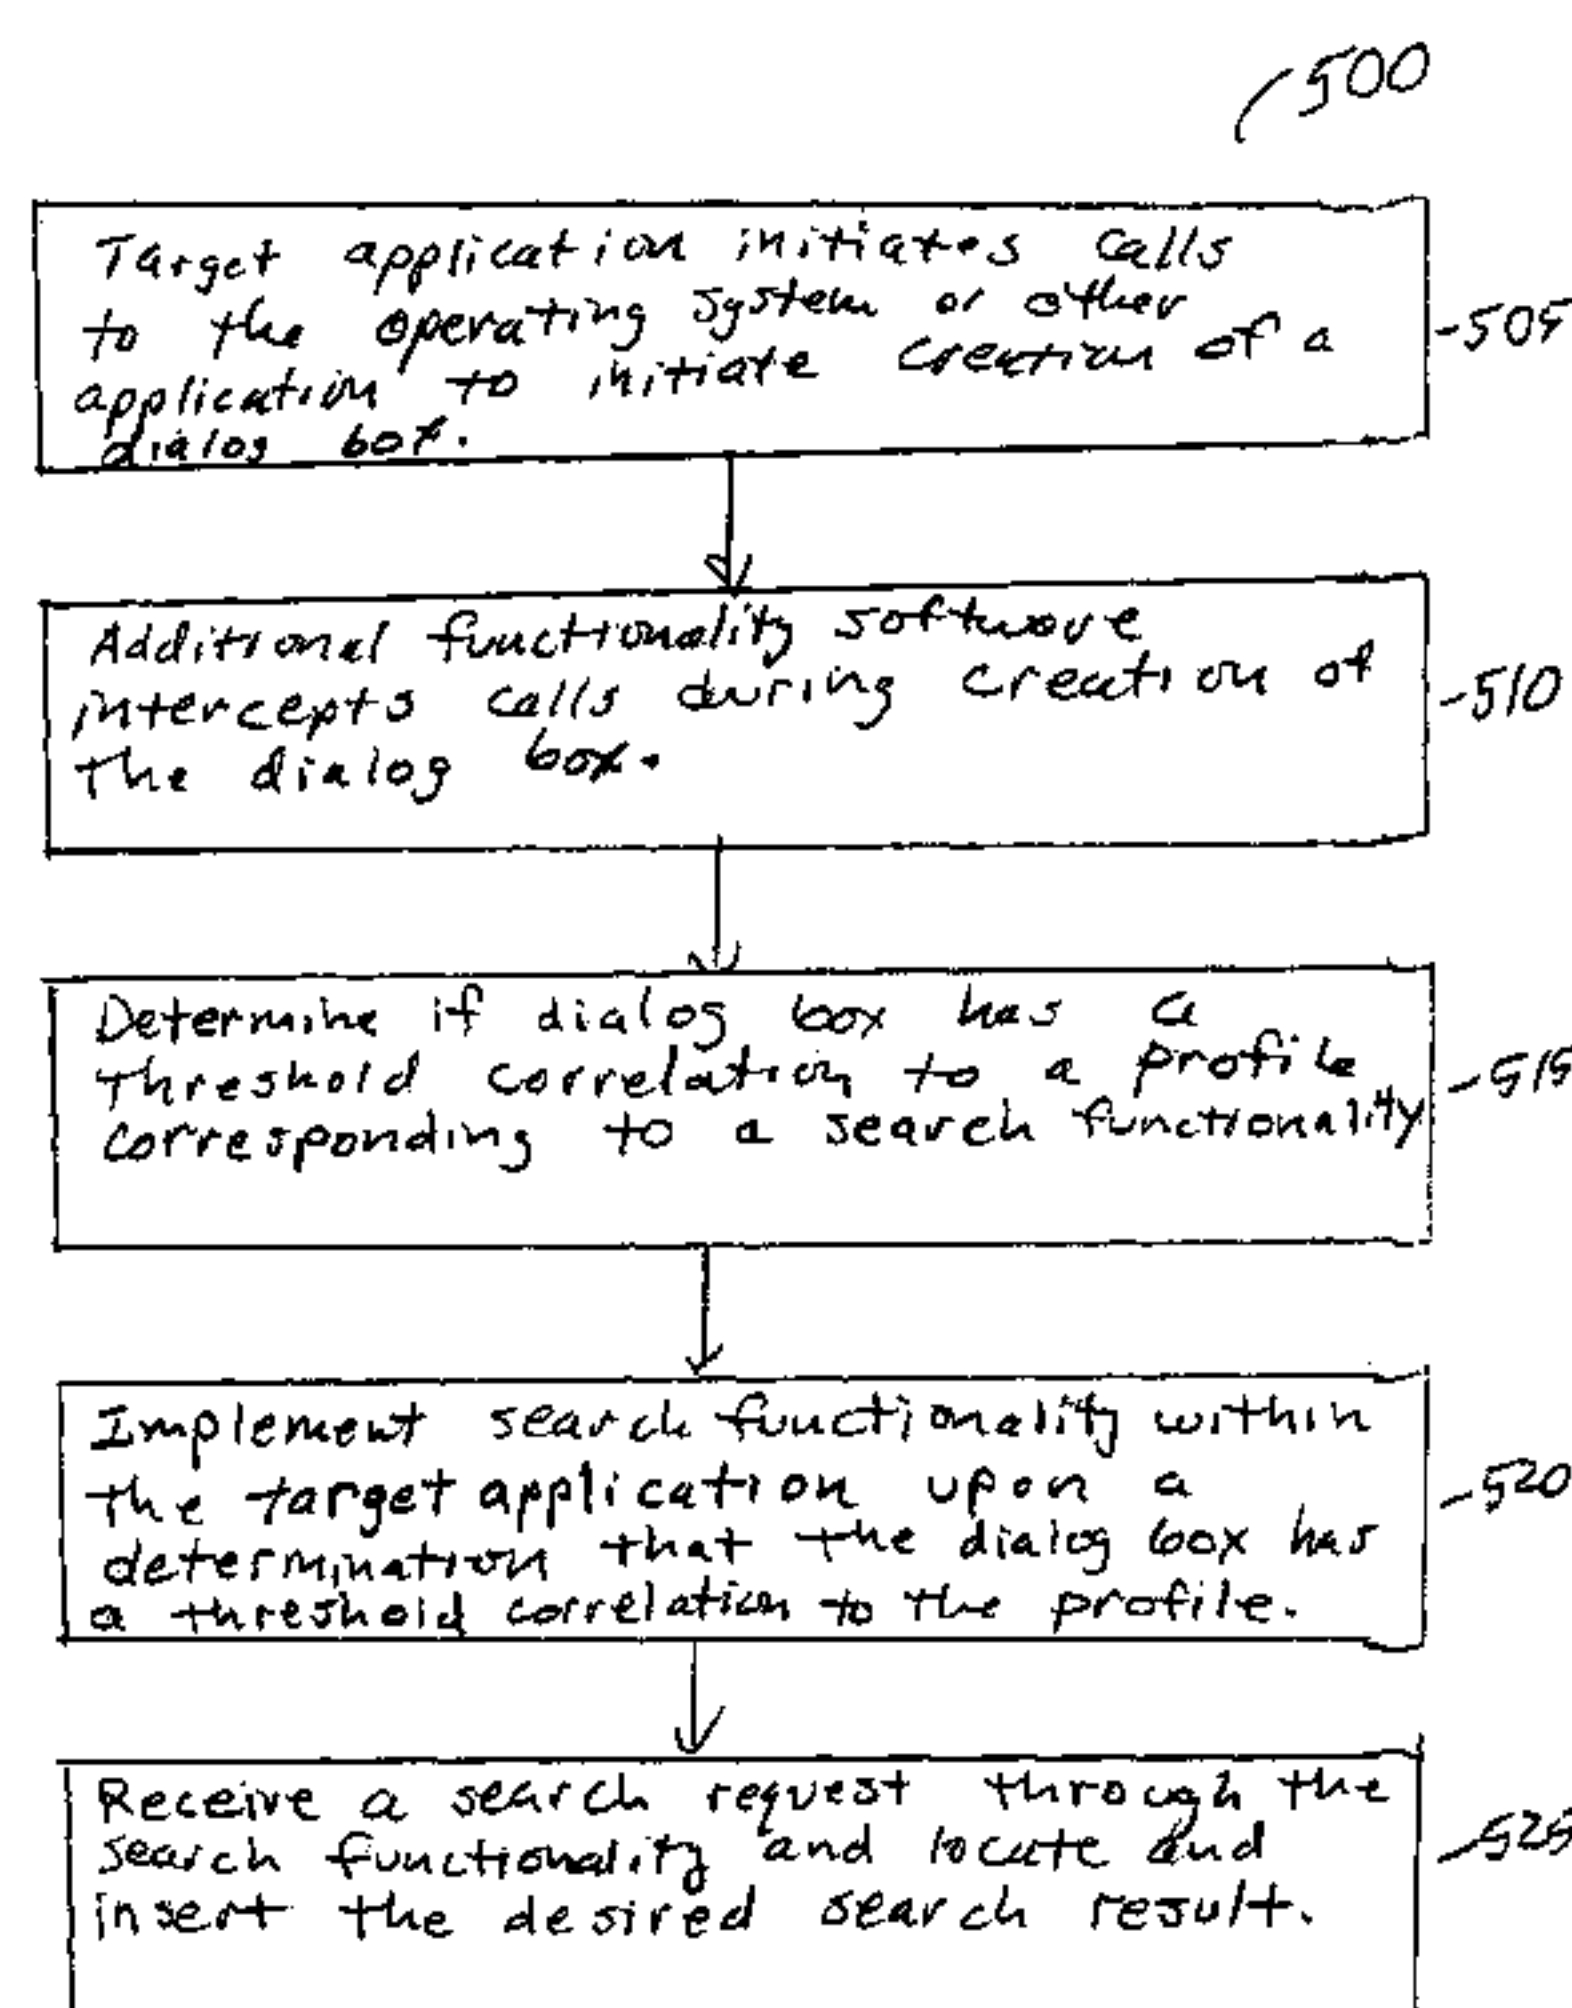 500
Target application initiates calls
to the operating system or other
application to initiate creation of a
dialog box.
505
Additional functionality software
intercepts calls during creation of
the dialog box.
510
Determine if dialog box has a
threshold correlation to a profile
corresponding to a search functionality
515
Implement search functionality within
the target application upon a
determination that the dialog box has
a threshold correlation to the profile.
520
Receive a search request through the
search functionality and locate and
insert the desired search result.
525